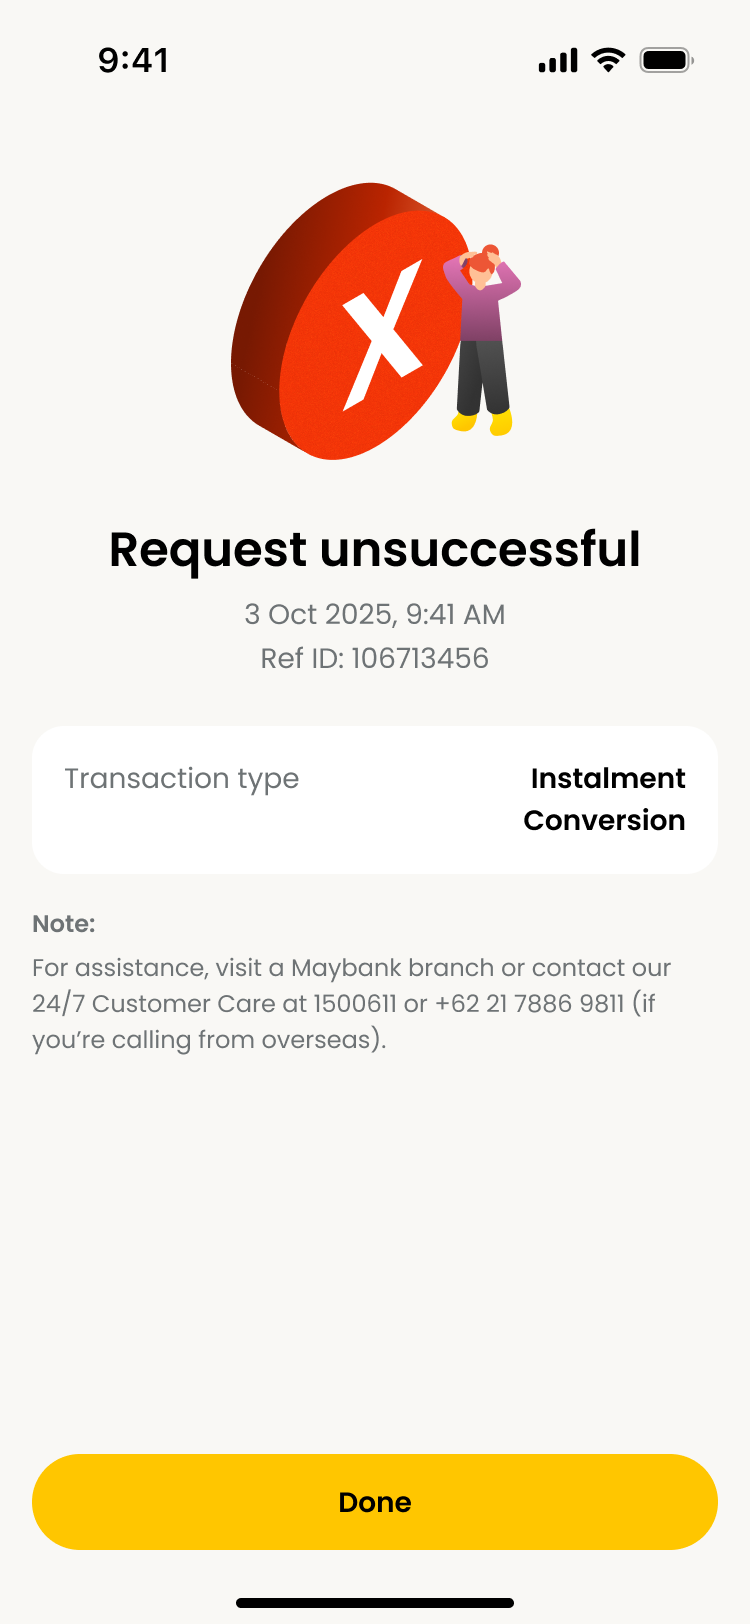 9:41
Request unsuccessful
3 Oct 2025, 9:41 AM
Ref ID: 106713456
Transaction type
Instalment
Conversion
Note:
For assistance, visit a Maybank branch or contact our
24/7 Customer Care at 1500611 or +62 21 7886 9811 (if
you’re calling from overseas).
Done